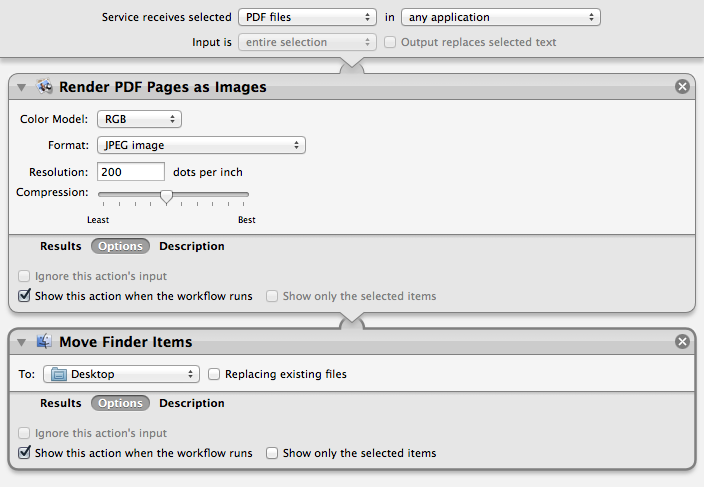 Service receives selected PDF files in any application
Input is entire selection Output replaces selected text
Render PDF Pages as Images
Color Model: RGB
Format: JPEG image
Resolution: 200 dots per inch
Compression:
Least Best
Results Options Description
Ignore this action's input
Show this action when the workflow runs Show only the selected items
Move Finder Items
To: Desktop Replacing existing files
Results Options Description
Ignore this action's input
Show this action when the workflow runs Show only the selected items